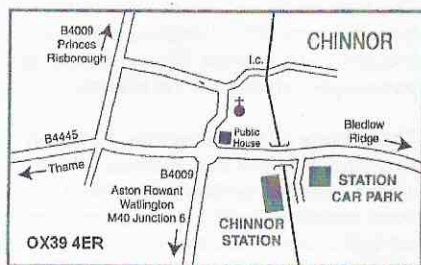 B4009
Princes
Risborough
CHINNOR
l.c.
Public
House
Bledlow
Ridge
B4445
Thame
B4009
Aston Rowant
Watlington
M40 Junction 6
STATION
CAR PARK
CHINNOR
STATION
OX39 4ER